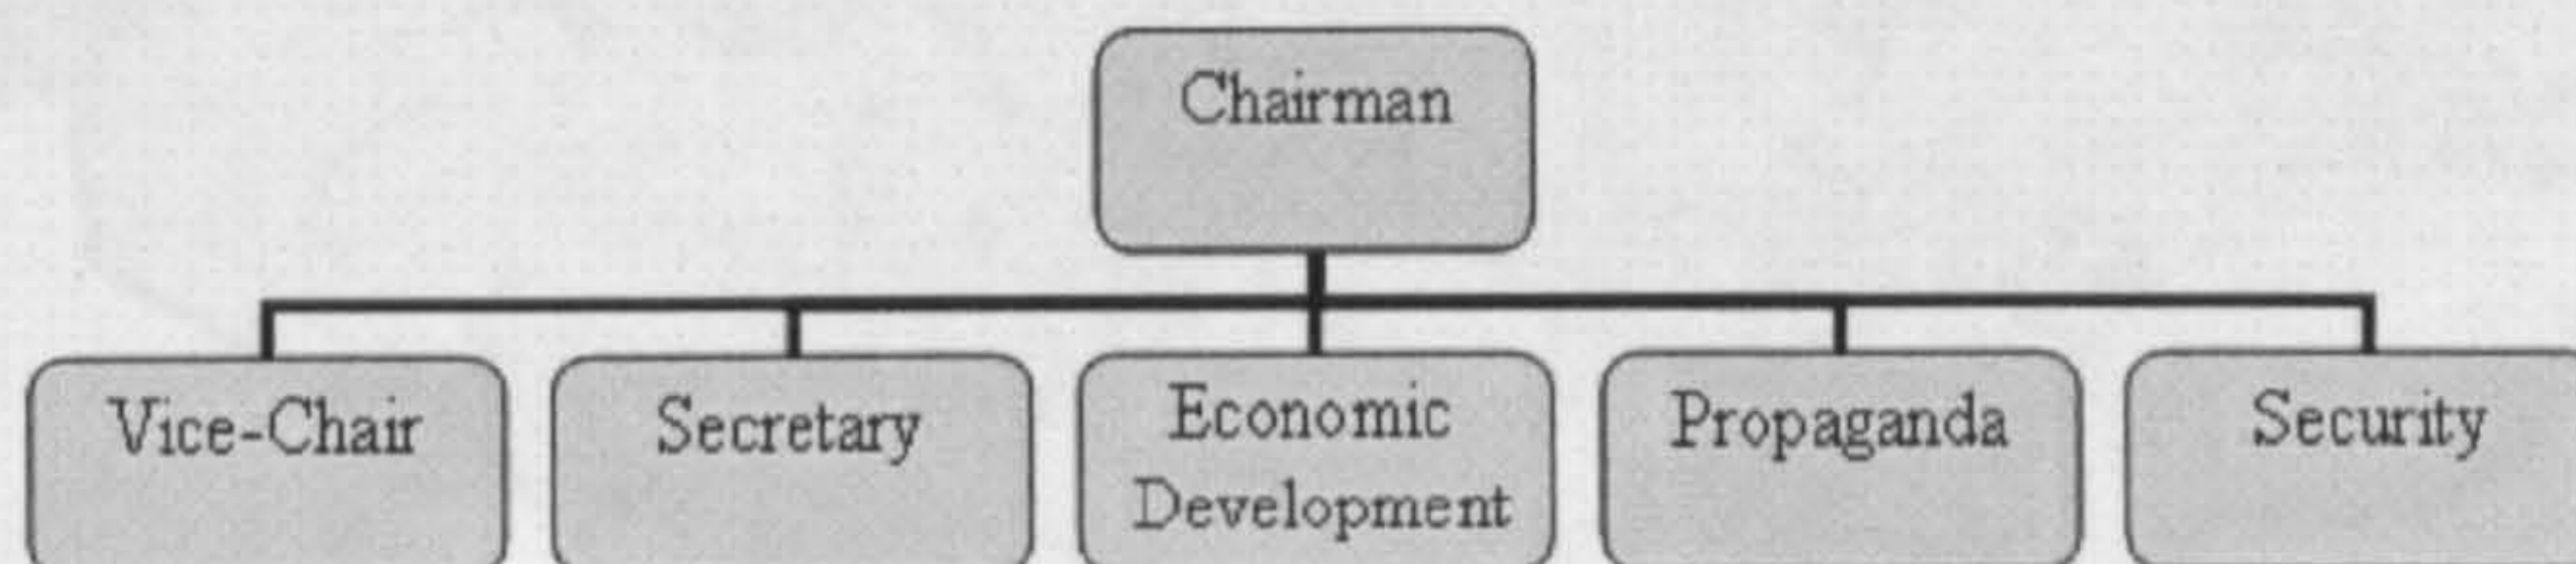 Chairman
Vice-Chair
Secretary
Economic
Development
Propaganda
Security